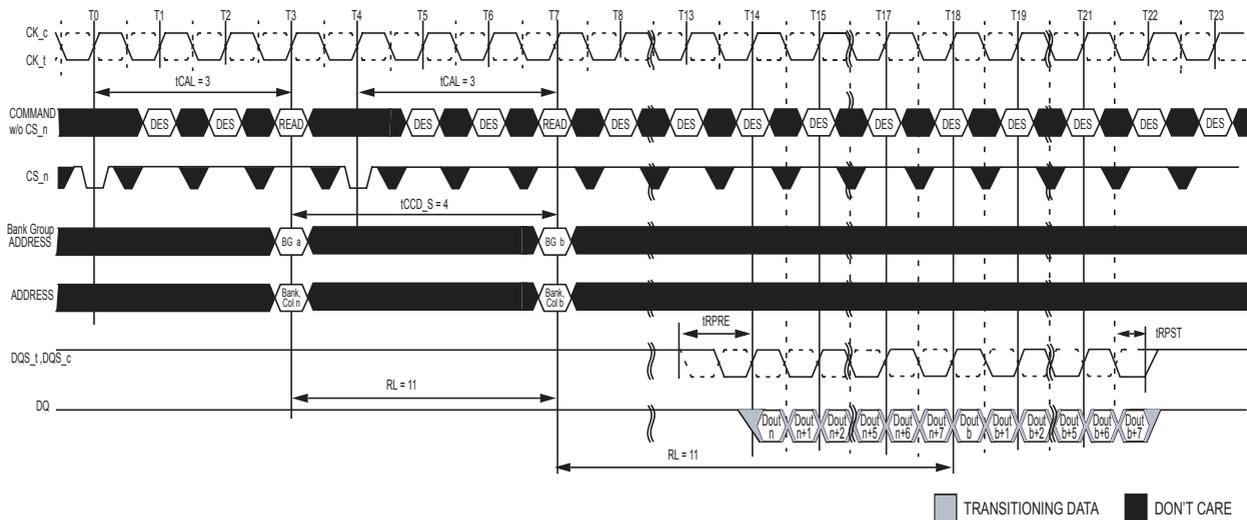 T0 T1 T2 T3 T4 T5 T6 T7 T8 T13 T14 T15 T17 T18 T19 T21 T22 T23
CK_c
CK_t
tCAL = 3 tCAL = 3
COMMAND
w/o CS_n
DES DES READ DES DES READ DES DES DES DES DES DES DES DES DES DES
CS_n
tCCD_S = 4
Bank Group
ADDRESS
BG a BG b
ADDRESS
Bank, Bank,
Col n Col b
tRPRE tRPST
DQS_t ,DQS_c
RL = 11
DQ
Dout Dout Dout Dout Dout Dout Dout Dout Dout Dout Dout Dout
n n+1 n+2 n+5 n+6 n+7 b b+1 b+2 b+5 b+6 b+7
RL = 11
TRANSITIONING DATA DON'T CARE